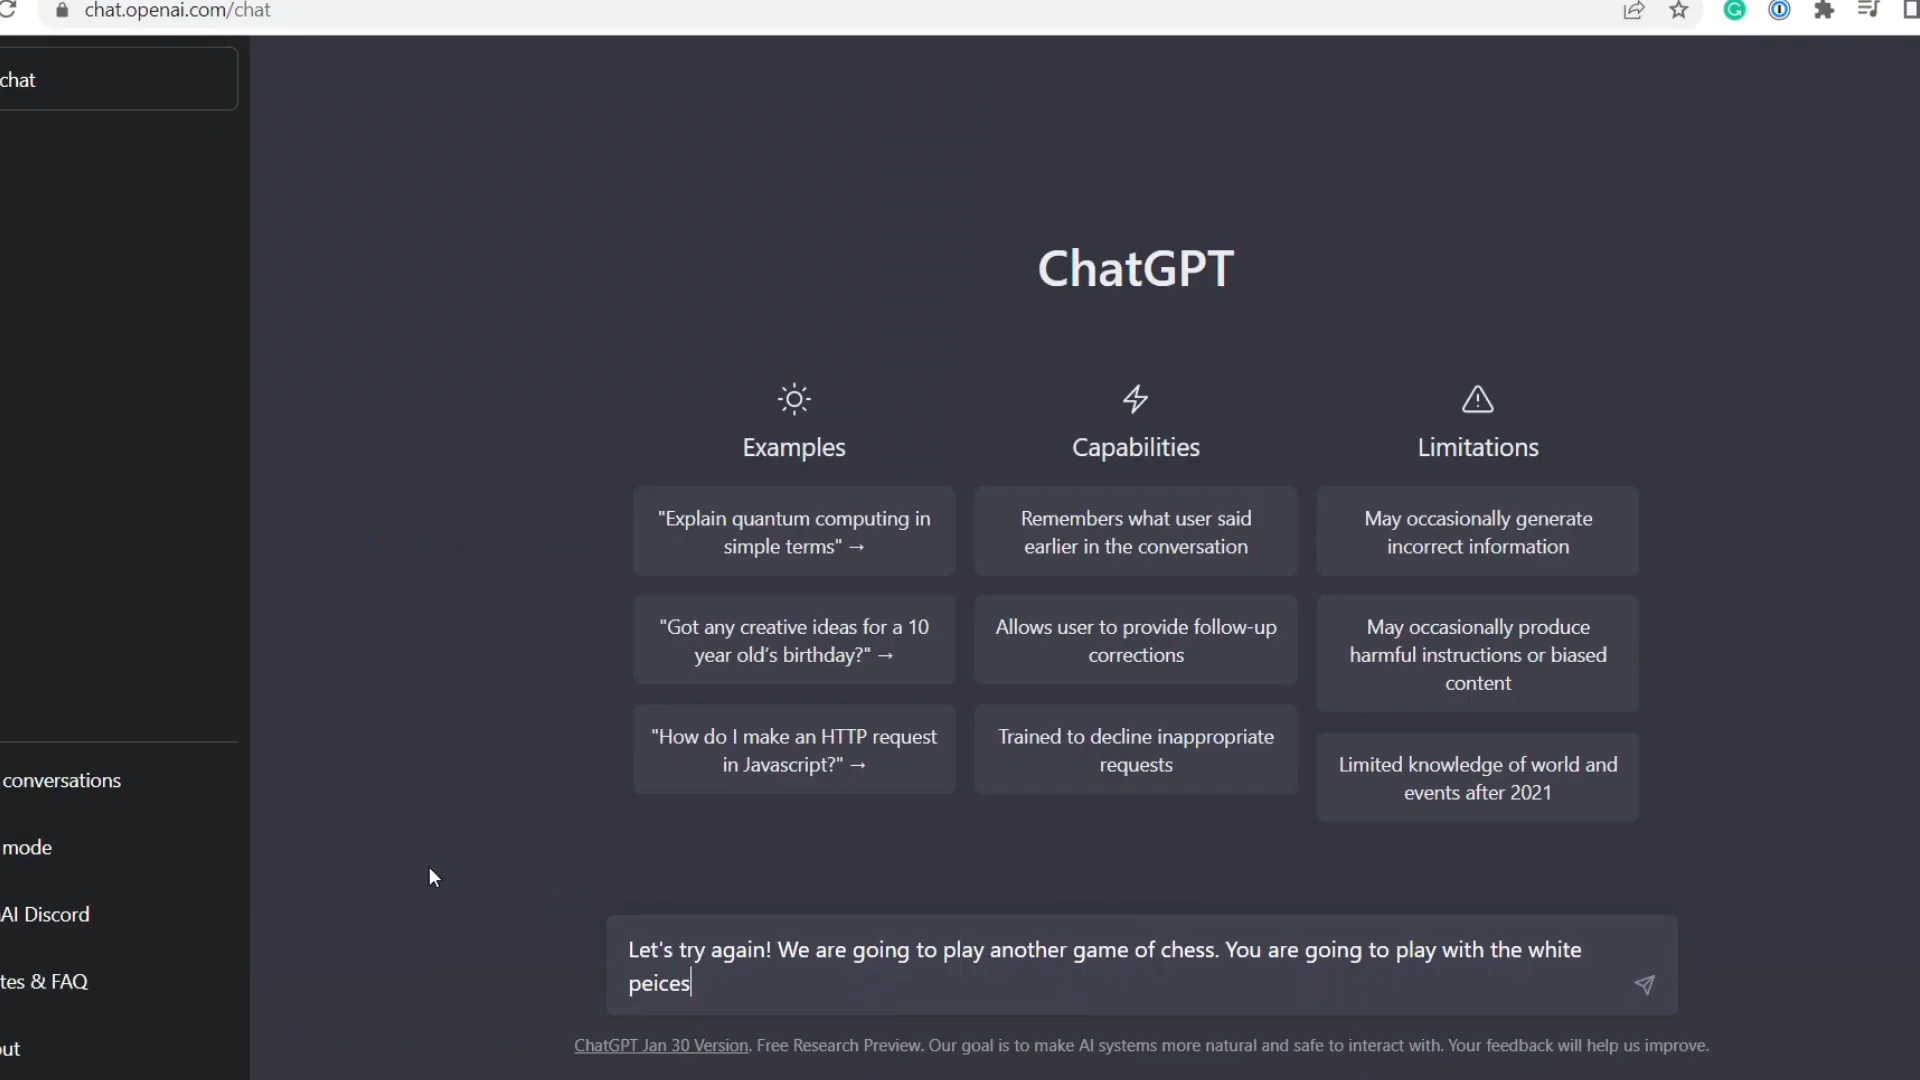 chat.openai.com/chat
chat
ChatGPT
Examples
Capabilities
Limitations
"Explain quantum computing in
simple terms" →
Remembers what user said
earlier in the conversation
May occasionally generate
incorrect information
"Got any creative ideas for a 10
year old's birthday?" →
Allows user to provide follow-up
corrections
May occasionally produce
harmful instructions or biased
content
"How do I make an HTTP request
in Javascript?" →
Trained to decline inappropriate
requests
Limited knowledge of world and
events after 2021
conversations
mode
AI Discord
tes & FAQ
out
Let's try again! We are going to play another game of chess. You are going to play with the white
peices
ChatGPT Jan 30 Version. Free Research Preview. Our goal is to make AI systems more natural and safe to interact with. Your feedback will help us improve.